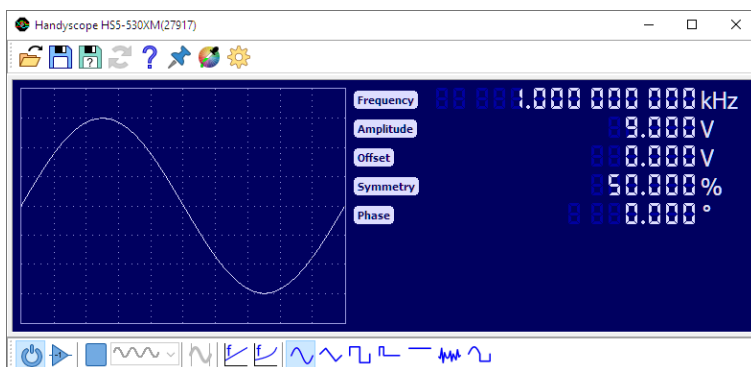 Handyscope HS5-530XM(27917)
?
?
Frequency 1.000 000 000 kHz
Amplitude 9.000 V
Offset 0.000 V
Symmetry 50.000 %
Phase 0.000 °
-1
f
f